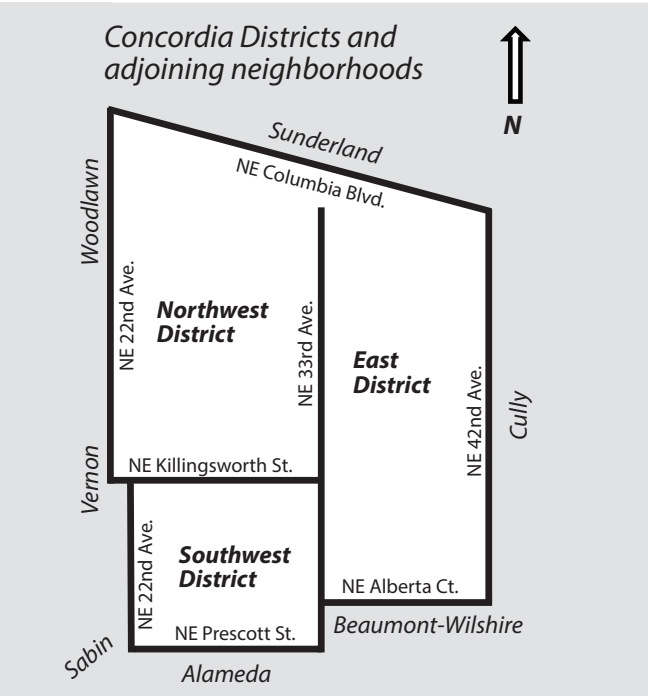 Concordia Districts and
adjoining neighborhoods
N
Sunderland
NE Columbia Blvd.
Woodlawn
NE 22nd Ave.
Northwest
District
NE 33rd Ave.
East
District
NE 42nd Ave.
Cully
Vernon
NE Killingsworth St.
NE 22nd Ave.
Southwest
District
NE Alberta Ct.
NE Prescott St.
Beaumont-Wilshire
Sabin
Alameda